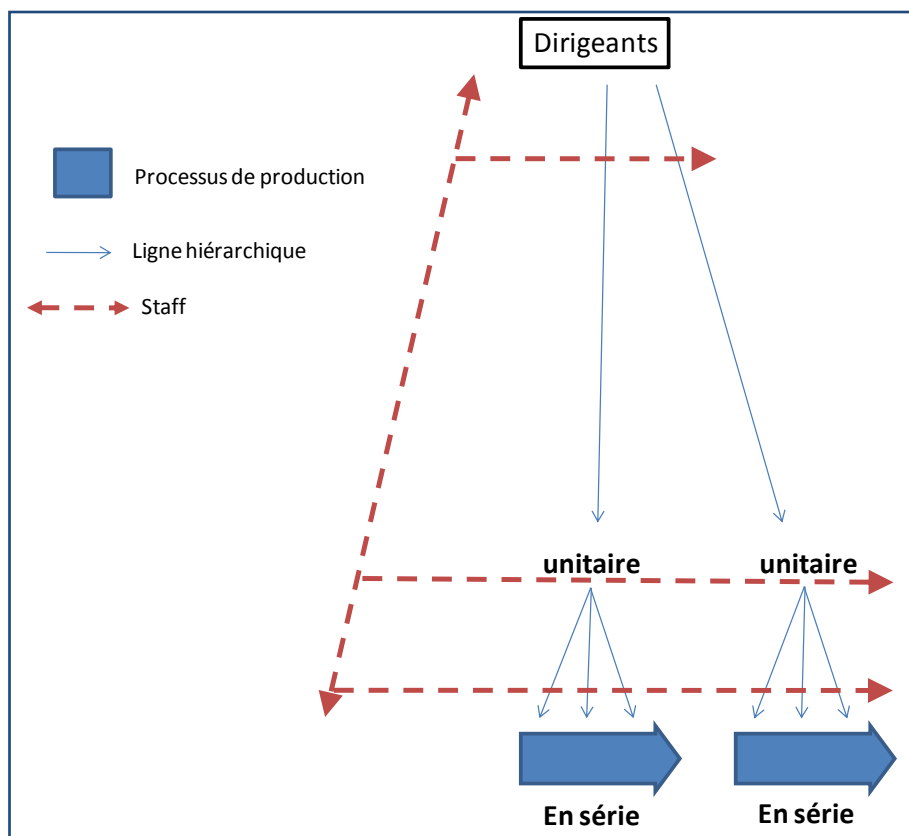 Dirigeants
Processus de production
Ligne hiérarchique
Staff
unitaire
unitaire
En série
En série